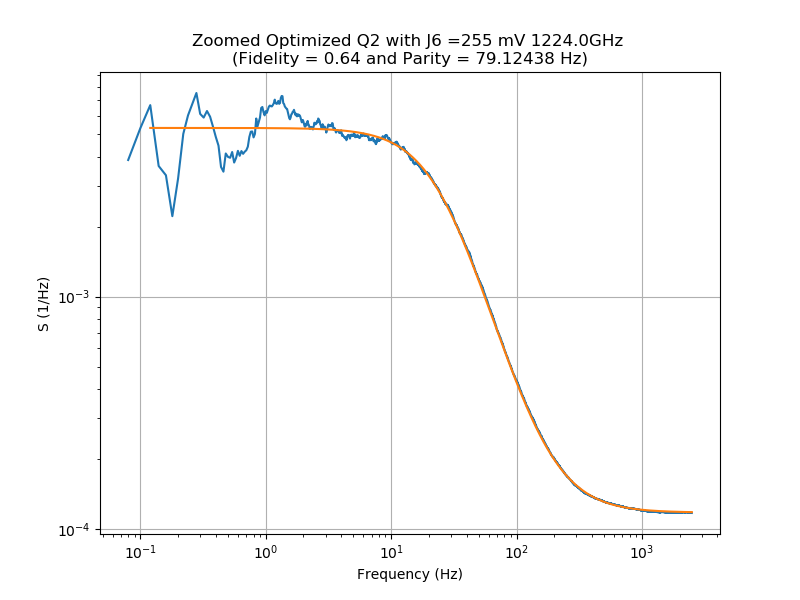 Zoomed Optimized Q2 with J6 =255 mV 1224.0GHz
(Fidelity = 0.64 and Parity = 79.12438 Hz)
S (1/Hz)
10⁻³
10⁻⁴
10⁻¹ 10⁰ 10¹ 10² 10³
Frequency (Hz)